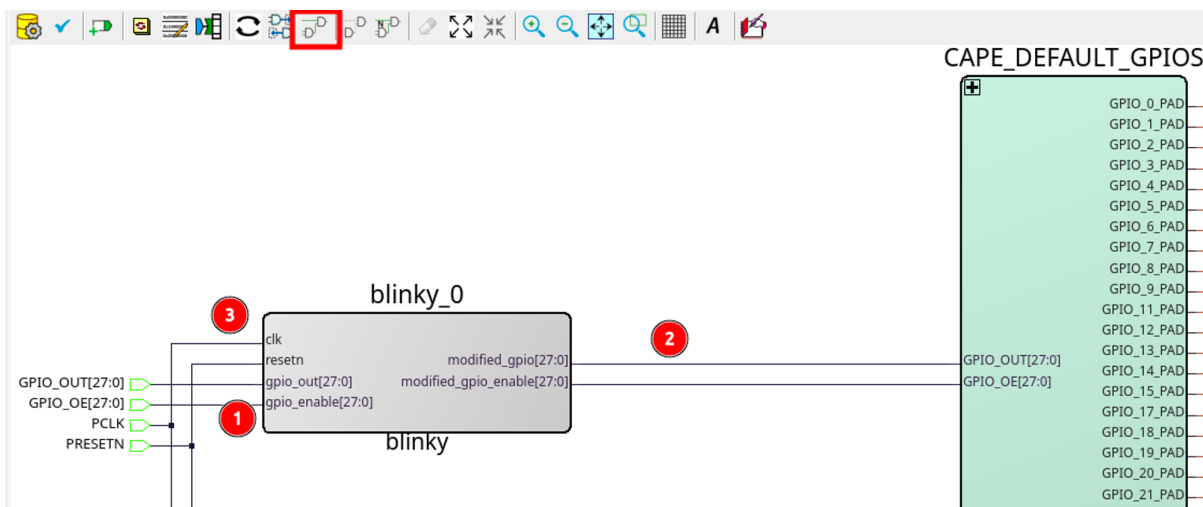 A
CAPE_DEFAULT_GPIOS
GPIO_0_PAD
GPIO_1_PAD
GPIO_2_PAD
GPIO_3_PAD
GPIO_4_PAD
GPIO_5_PAD
GPIO_6_PAD
GPIO_7_PAD
GPIO_8_PAD
GPIO_9_PAD
GPIO_11_PAD
GPIO_12_PAD
GPIO_13_PAD
GPIO_14_PAD
GPIO_15_PAD
GPIO_17_PAD
GPIO_18_PAD
GPIO_19_PAD
GPIO_20_PAD
GPIO_21_PAD
GPIO_OUT[27:0]
GPIO_OE[27:0]
blinky_0
3
clk
resetn
gpio_out[27:0]
gpio_enable[27:0]
modified_gpio[27:0]
modified_gpio_enable[27:0]
2
1
blinky
GPIO_OUT[27:0]
GPIO_OE[27:0]
PCLK
PRESETN